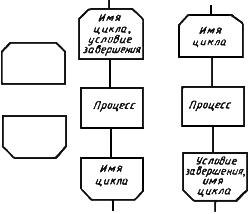 Имя
цикла,
условие
завершения
Процесс
Имя
цикла
Имя
цикла
Процесс
Условие
завершения,
имя
цикла